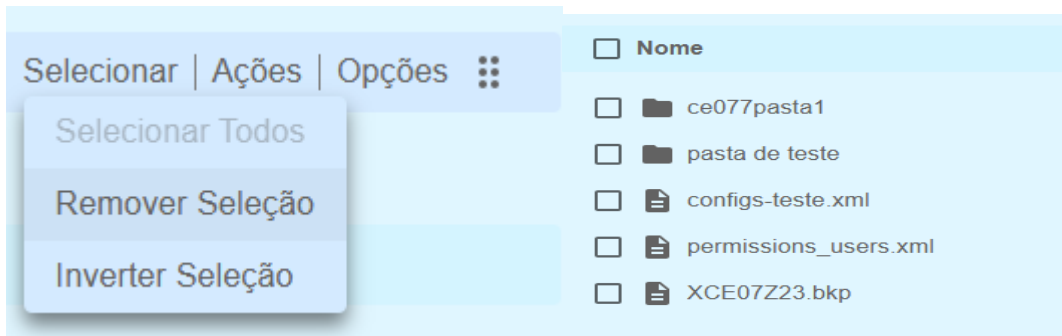 Selecionar | Ações | Opções
Selecionar Todos
Remover Seleção
Inverter Seleção
Nome
ce077pasta1
pasta de teste
configs-teste.xml
permissions_users.xml
XCE07Z23.bkp